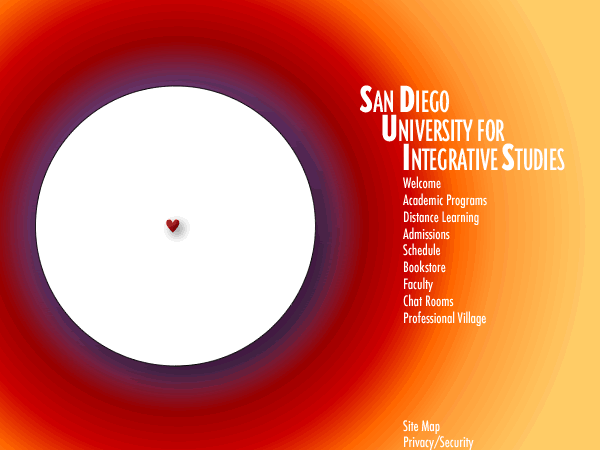 San Diego
University for
Integrative Studies
Welcome
Academic Programs
Distance Learning
Admissions
Schedule
Bookstore
Faculty
Chat Rooms
Professional Village
Site Map
Privacy/Security